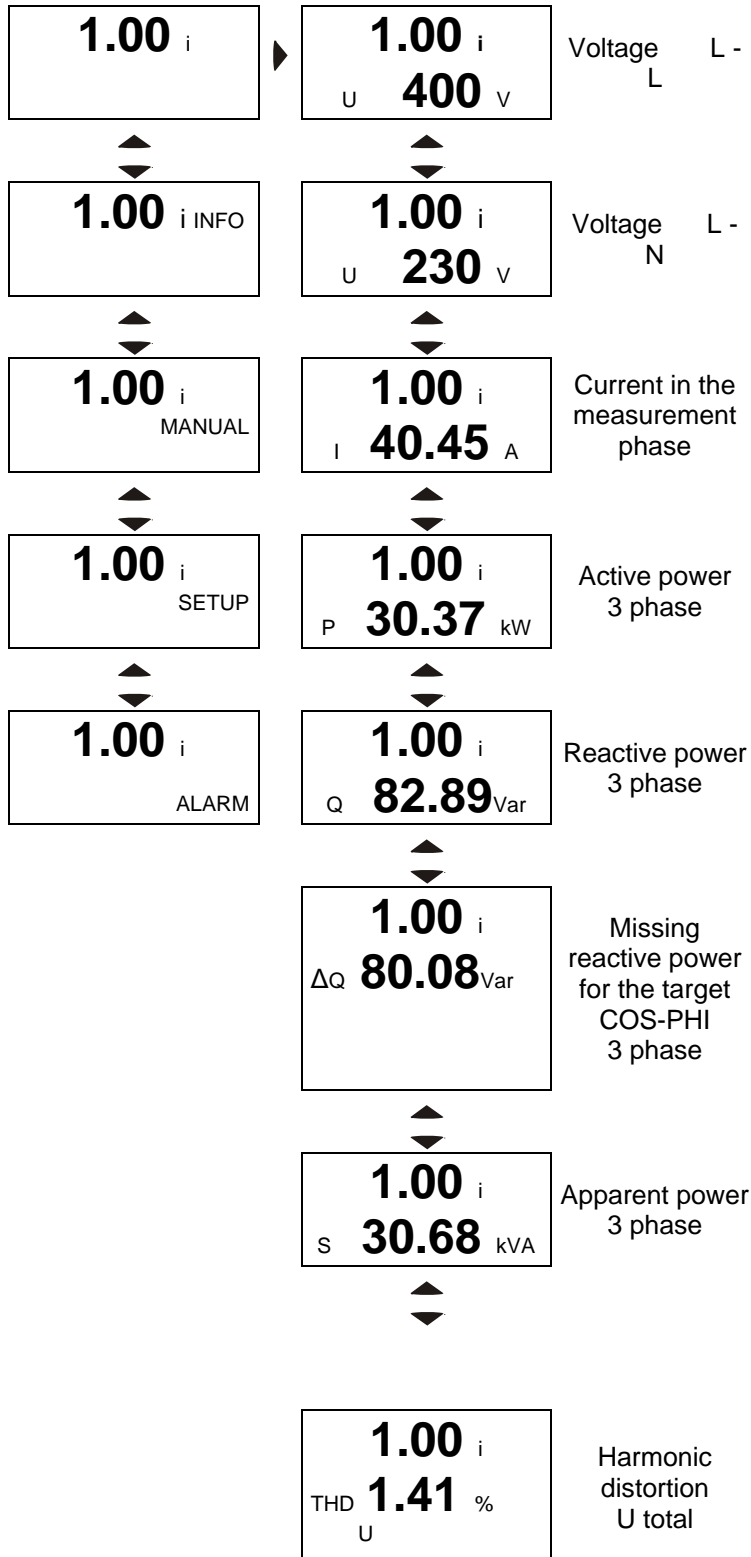 1.00 i
1.00 i
U 400 V
Voltage L -
L
1.00 i INFO
1.00 i
U 230 V
Voltage L -
N
1.00 i
MANUAL
1.00 i
I 40.45 A
Current in the
measurement
phase
1.00 i
SETUP
1.00 i
P 30.37 kW
Active power
3 phase
1.00 i
ALARM
1.00 i
Q 82.89 Var
Reactive power
3 phase
1.00 i
ΔQ 80.08 Var
Missing
reactive power
for the target
COS-PHI
3 phase
1.00 i
S 30.68 kVA
Apparent power
3 phase
1.00 i
THD 1.41 %
U
Harmonic
distortion
U total